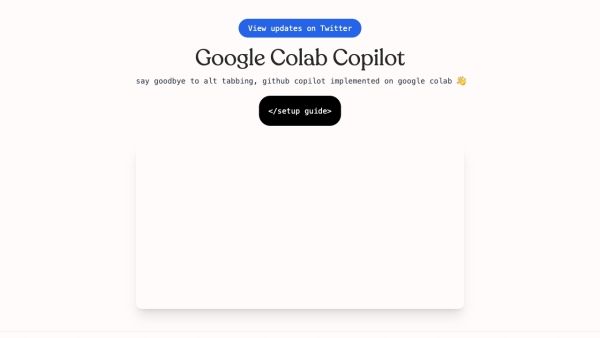 View updates on Twitter
Google Colab Copilot
say goodbye to alt tabbing, github copilot implemented on google colab 👋
</setup guide>